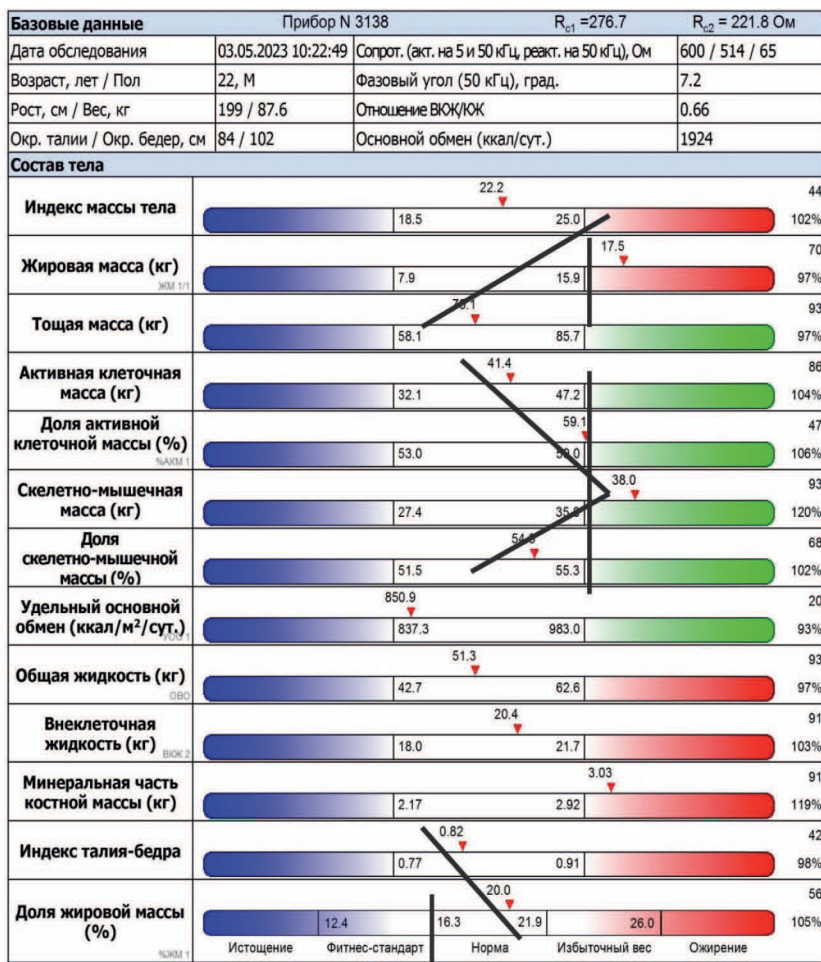 Базовые данные Прибор N 3138 Rc1 =276.7 Rc2 = 221.8 Ом
Дата обследования 03.05.2023 10:22:49 Сопрот. (акт. на 5 и 50 кГц, реакт. на 50 кГц), Ом 600 / 514 / 65
Возраст, лет / Пол 22, М Фазовый угол (50 кГц), град. 7.2
Рост, см / Вес, кг 199 / 87.6 Отношение ВКЖ/КЖ 0.66
Окр. талии / Окр. бедер, см 84 / 102 Основной обмен (ккал/сут.) 1924
Состав тела
22.2 44
Индекс массы тела
18.5 25.0 102%
17.5 70
Жировая масса (кг)
ЖМ 1/1 7.9 15.9 97%
93
Тощая масса (кг)
58.1 85.7 97%
Активная клеточная 41.4 86
масса (кг) 32.1 47.2 104%
Доля активной 59.1 47
клеточной массы (%)
%АКМ 1 53.0 106%
Скелетно-мышечная 38.0 93
масса (кг) 27.4 120%
Доля 68
скелетно-мышечной
массы (%) 51.5 55.3 102%
Удельный основной 850.9 20
обмен (ккал/м²/сут.) 837.3 983.0 93%
51.3 93
Общая жидкость (кг)
ОВО 42.7 62.6 97%
Внеклеточная 20.4 91
жидкость (кг) 18.0 21.7 103%
ВКЖ 2
Минеральная часть 3.03 91
костной массы (кг) 2.17 2.92 119%
0.82 42
Индекс талия-бедра
0.77 0.91 98%
20.0 56
Доля жировой массы
(%) 12.4 16.3 21.9 26.0 105%
%ЖМ 1 Истощение Фитнес-стандарт Норма Избыточный вес Ожирение